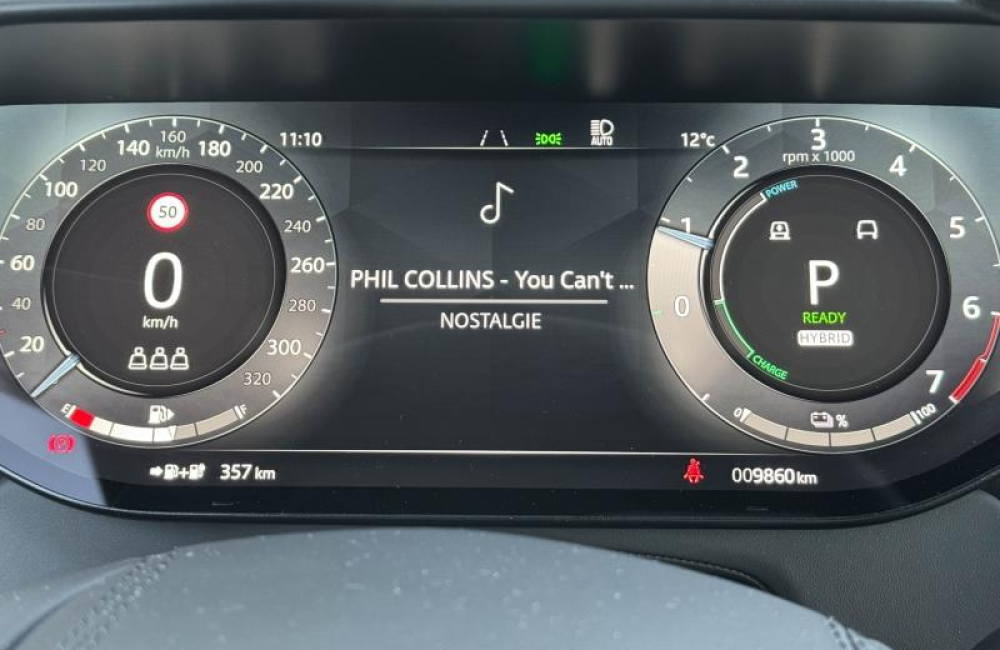 11:10
AUTO
12°c
160
km/h
140
180
120
200
100
220
80
240
60
260
40
280
20
300
320
50
0
km/h
E
F
PHIL COLLINS - You Can't ...
NOSTALGIE
3
rpm x 1000
2
4
1
5
0
6
7
POWER
P
READY
HYBRID
CHARGE
0
%
100
+
357 km
009860 km